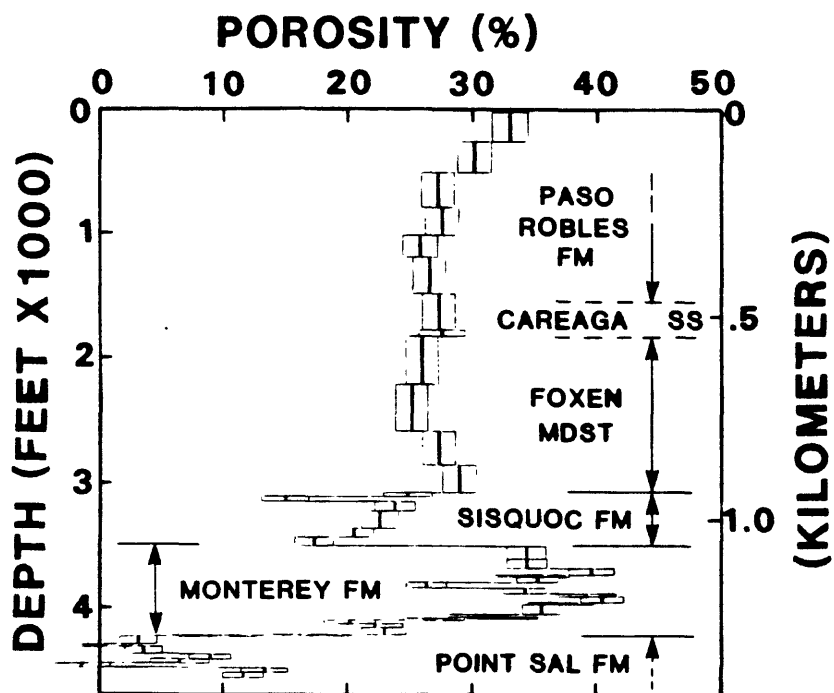 POROSITY (%)
0 10 20 30 40 50
0
1
2
3
4
DEPTH (FEET X1000)
0
.5
1.0
(KILOMETERS)
PASO
ROBLES
FM
CAREAGA SS
FOXEN
MDST
SISQUOC FM
MONTEREY FM
POINT SAL FM